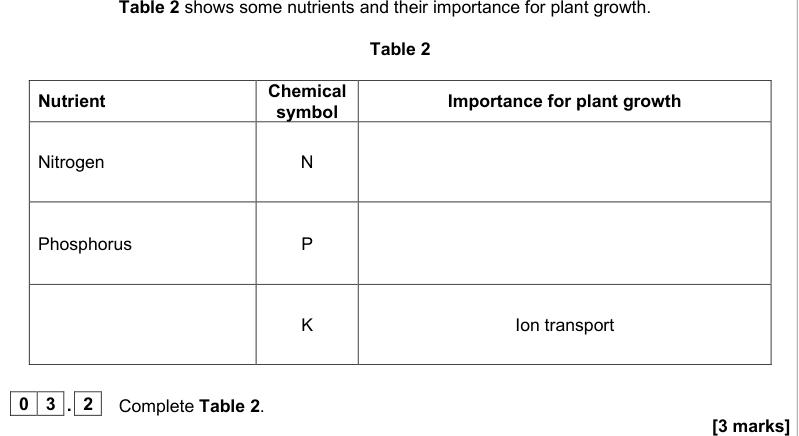 Table 2 shows some nutrients and their importance for plant growth.
Table 2
Nutrient
Chemical
symbol
Importance for plant growth
Nitrogen
N
Phosphorus
P
K
Ion transport
0 3 . 2 Complete Table 2.
[3 marks]